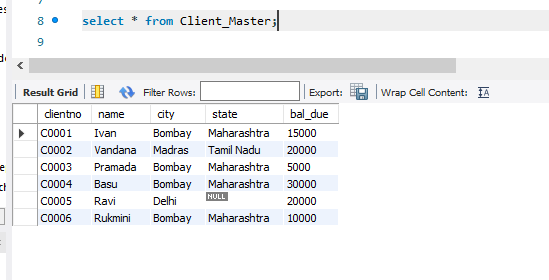 8 select * from Client_Master;
9
Result Grid Filter Rows: Export: Wrap Cell Content:
clientno name city state bal_due
C0001 Ivan Bombay Maharashtra 15000
C0002 Vandana Madras Tamil Nadu 20000
C0003 Pramada Bombay Maharashtra 5000
C0004 Basu Bombay Maharashtra 30000
C0005 Ravi Delhi NULL 20000
C0006 Rukmini Bombay Maharashtra 10000